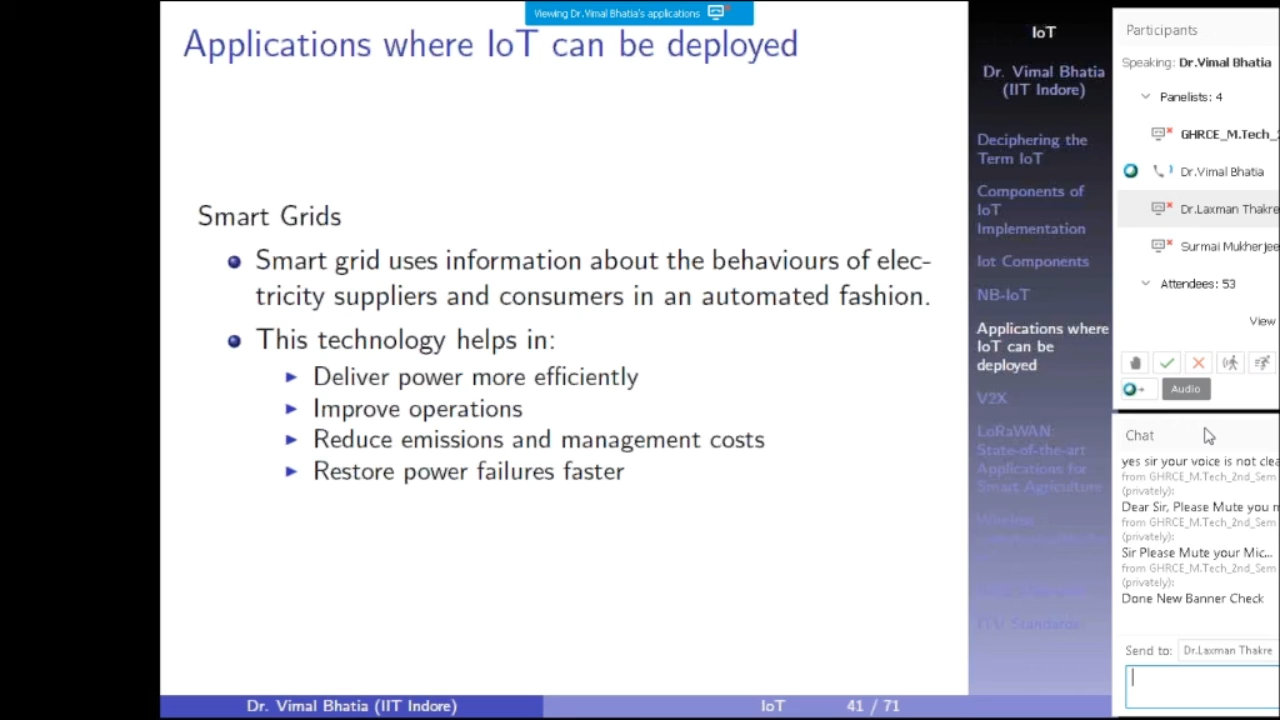 Viewing Dr.Vimal Bhatia's applications
Applications where IoT can be deployed
Smart Grids
Smart grid uses information about the behaviours of elec-
tricity suppliers and consumers in an automated fashion.
This technology helps in:
Deliver power more efficiently
Improve operations
Reduce emissions and management costs
Restore power failures faster
Dr. Vimal Bhatia (IIT Indore)
IoT
41 / 71
IoT
Dr. Vimal Bhatia
(IIT Indore)
Deciphering the
Term IoT
Components of
IoT
Implementation
Iot Components
NB-IoT
Applications where
IoT can be
deployed
V2X
LoRaWAN:
State-of-the-art
Applications for
Smart Agriculture
Wireless
ITU Standards
Participants
Speaking: Dr.Vimal Bhatia
Panelists: 4
GHRCE_M.Tech_
Dr.Vimal Bhatia
Dr.Laxman Thakre
Surmai Mukherjee
Attendees: 53
View
Audio
Chat
yes sir your voice is not clea
from GHRCE_M.Tech_2nd_Sem
(privately):
Dear Sir, Please Mute you
from GHRCE_M.Tech_2nd_Sem
(privately):
Sir Please Mute your Mic...
from GHRCE_M.Tech_2nd_Sem
(privately):
Done New Banner Check
Send to: Dr.Laxman Thakre